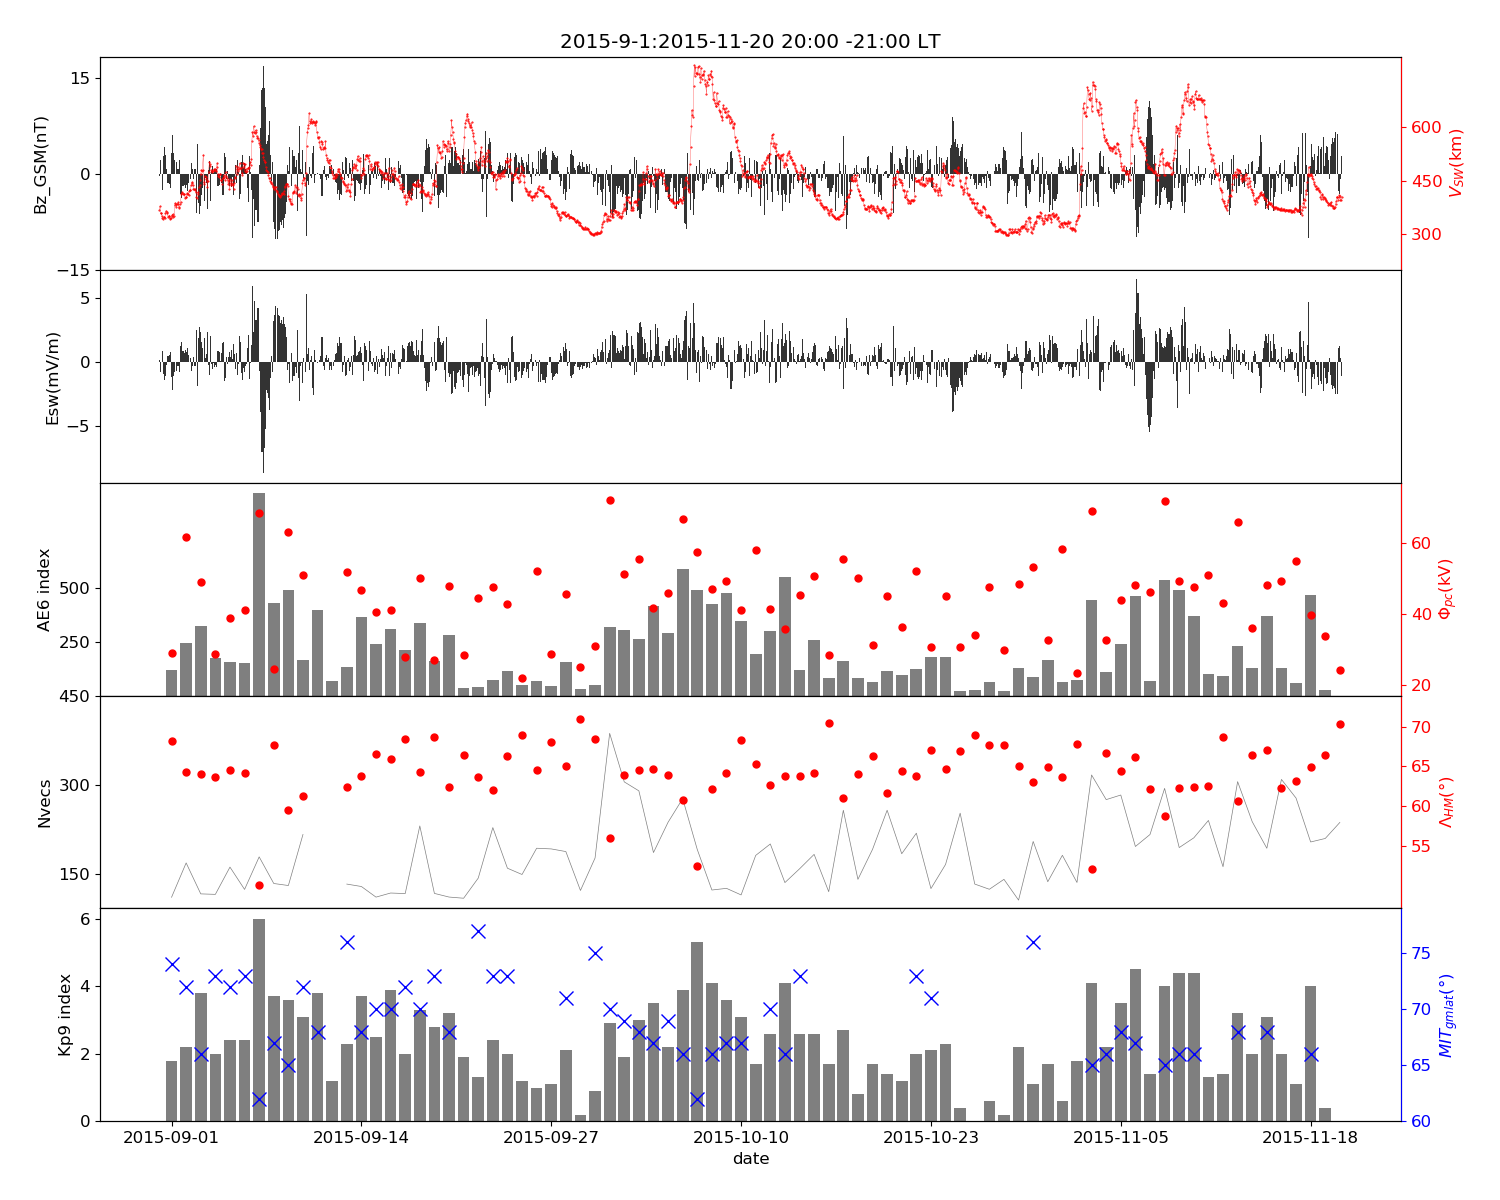 2015-9-1:2015-11-20 20:00 -21:00 LT
15
0
−15
Bz_GSM(nT)
600
450
300
V_SW(km)
5
0
−5
Esw(mV/m)
500
250
AE6 index
60
40
20
Φ_pc(kV)
450
300
150
Nvecs
70
65
60
55
Λ_HM(°)
6
4
2
0
Kp9 index
75
70
65
60
MIT_gmlat(°)
2015-09-01 2015-09-14 2015-09-27 2015-10-10 2015-10-23 2015-11-05 2015-11-18
date